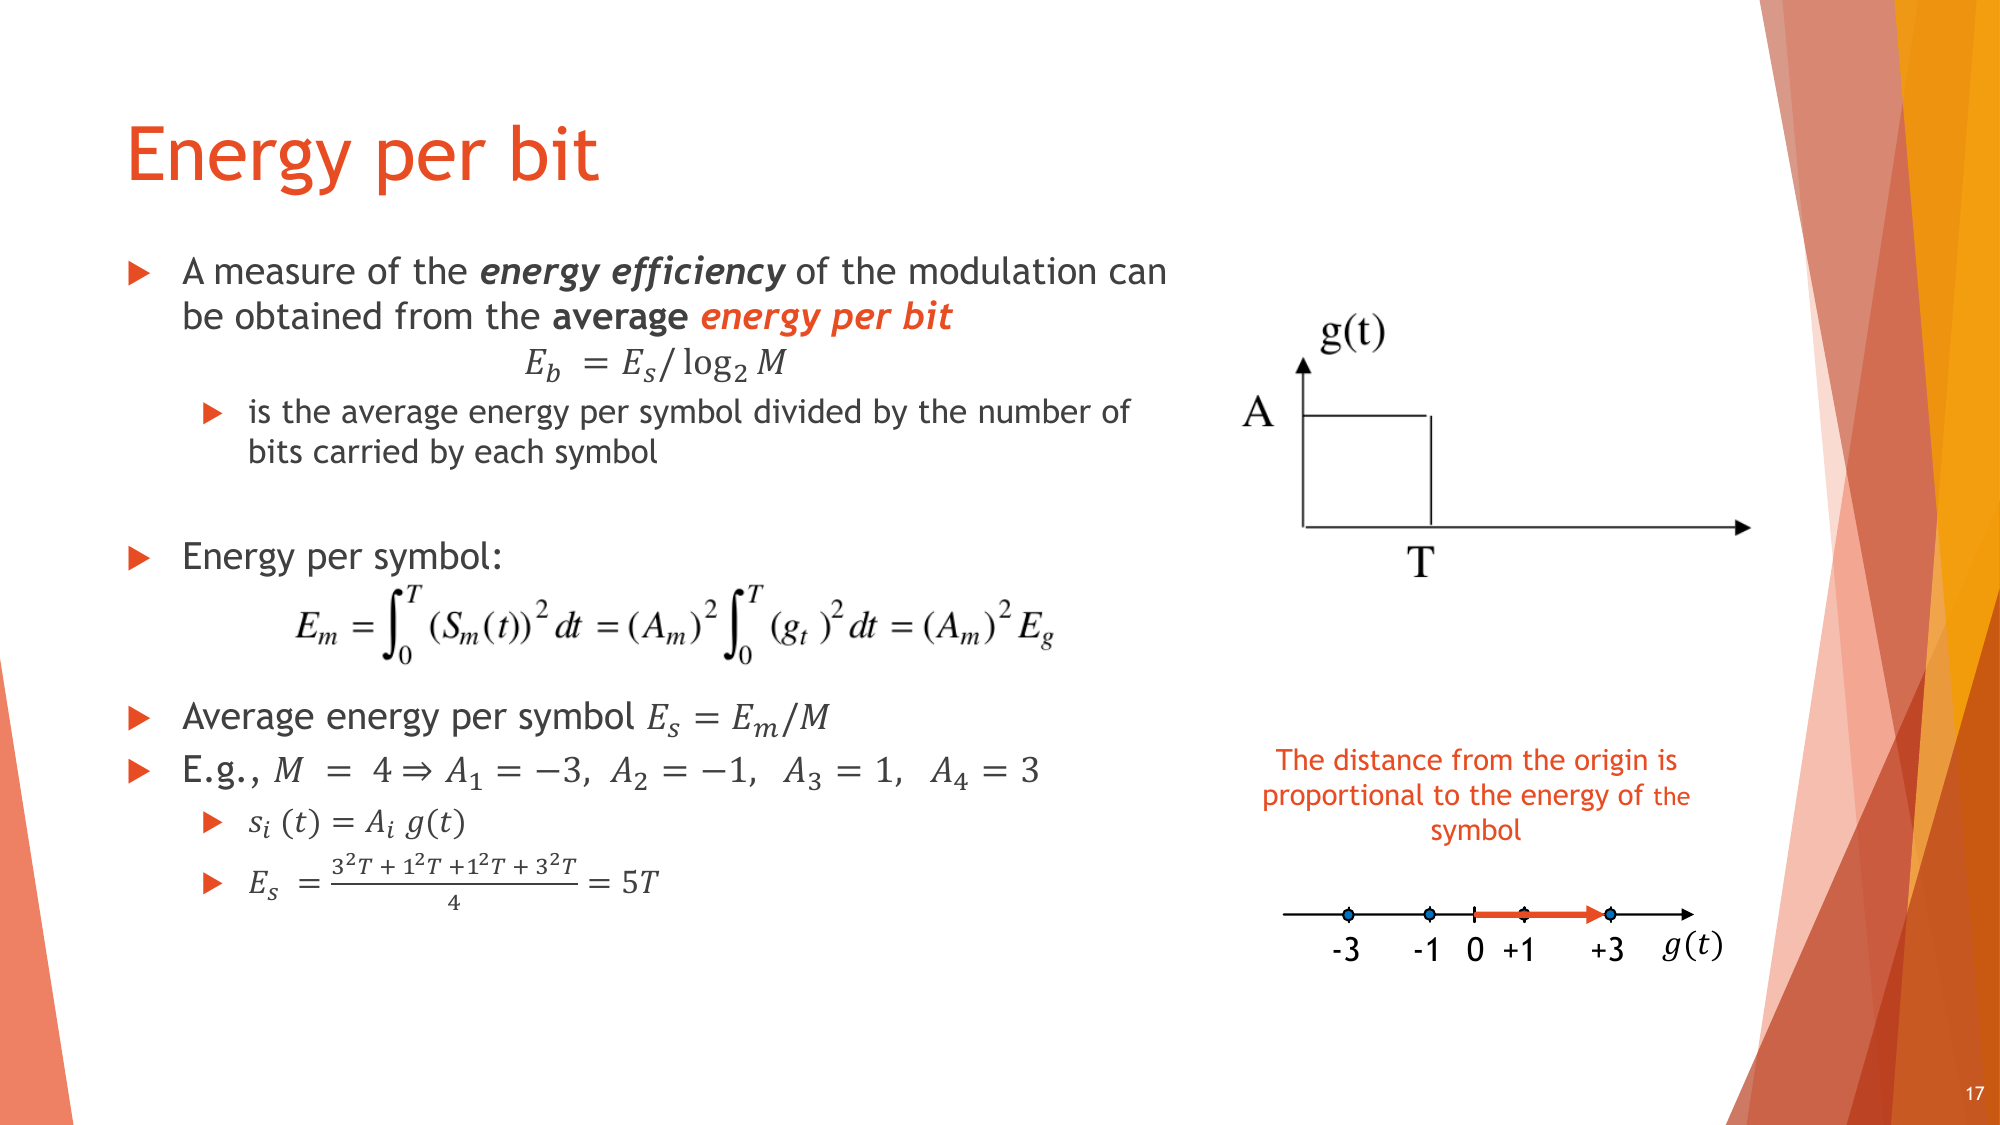 Energy per bit
A measure of the energy efficiency of the modulation can
be obtained from the average energy per bit
E_b = E_s / log_2 M
is the average energy per symbol divided by the number of
bits carried by each symbol
Energy per symbol:
E_m = ∫_0^T (S_m(t))^2 dt = (A_m)^2 ∫_0^T (g_t )^2 dt = (A_m)^2 E_g
Average energy per symbol E_s = E_m/M
E.g., M = 4 ⇒ A_1 = −3, A_2 = −1, A_3 = 1, A_4 = 3
s_i (t) = A_i g(t)
E_s = (3^2T + 1^2T +1^2T + 3^2T)/4 = 5T
g(t)
A
T
The distance from the origin is
proportional to the energy of the
symbol
-3 -1 0 +1 +3 g(t)
17